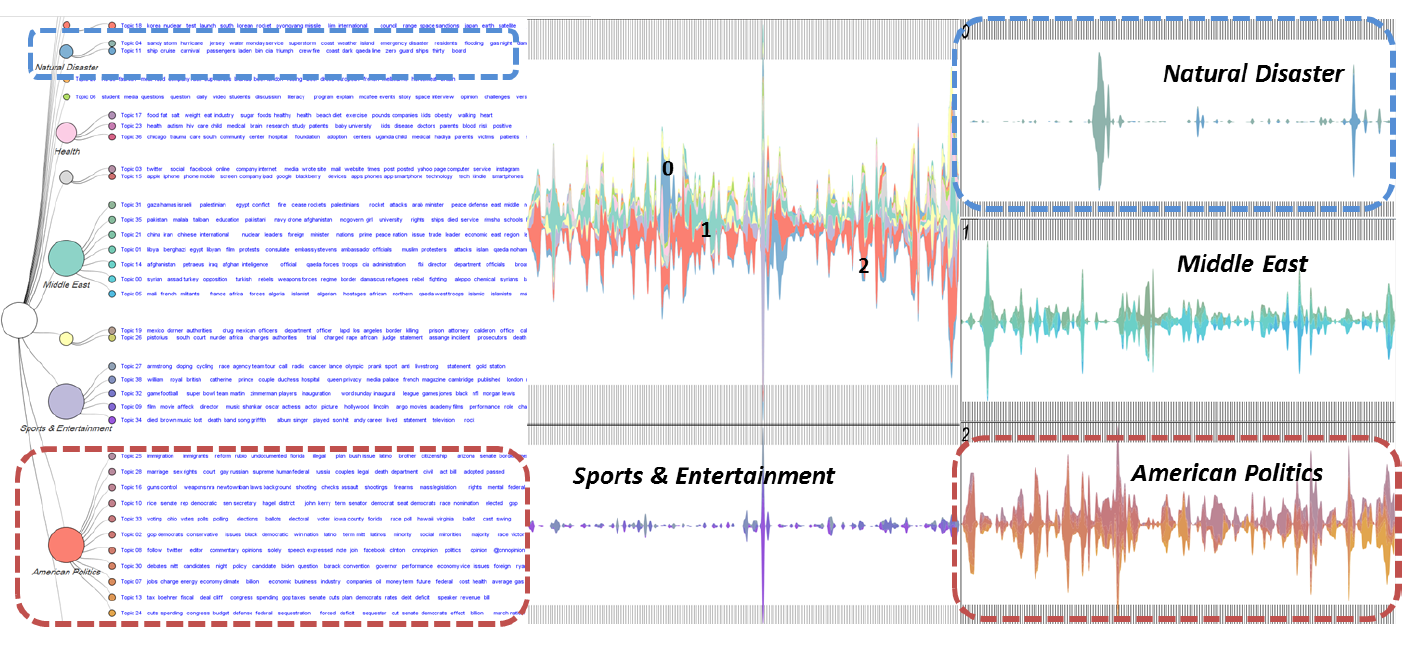 Topic 18 korea nuclear test launch south korean rocket pyongyang missile lim international round range space sanctions japan earth satellite
Topic 04 sandy storm hurricane jersey water monday service superstorm coast weather island emergency disaster residents flooding
Topic 11 ship cruise carnival passengers laden bin cia triumph crew fire coast dark qaeda line zero guard ships thirty board
Natural Disaster
Topic 06 student media questions question daily video students discussion literacy program explain mcafee events story space interview opinion challenges
Topic 17 food fat salt weight eat industry sugar foods healthy health beach diet exercise pounds companies kids obesity walking heart
Topic 23 health autism hiv care child medical brain research study patients baby university kids disease doctors parents blood risk positive
Topic 36 chicago trauma care south community center hospital foundation adoption centers uganda child medical hadiya parents victims patients
Health
Topic 03 twitter social facebook online company internet media wrote site mail website times post posted yahoo page computer service instagram
Topic 15 apple iphone phone mobile screen company ipad google blackberry devices apps phones app smartphone technology tech kindle smartphones
Topic 31 gaza hamas israeli palestinian egypt conflict fire cease rockets palestinians rocket attacks arab minister peace defense east middle
Topic 35 pakistan malala taliban education pakistani navy drone afghanistan mcgovern girl university rights ships died service mission schools
Topic 21 china iran chinese international nuclear leaders foreign minister nations prime peace nation issue trade leader economic east region
Topic 01 libya benghazi egypt libyan film protests consulate embassy stevens ambassador officials muslim protesters attacks islam qaeda
Topic 14 afghanistan petraeus iraq afghan intelligence official qaeda forces troops cia administration fbi director department officials
Topic 00 syrian assad turkey opposition turkish rebels weapons forces regime border damascus refugees rebel fighting aleppo chemical syrians
Middle East
Topic 05 mali french militants france africa forces algeria islamist algerian hostages african northern qaeda west troops islamic islamists
Topic 19 mexico dorner authorities drug mexican officers department officer lapd los angeles border killing prison attorney calderon office
Topic 26 pistorius south court murder africa charges authorities trial charged rape african judge statement assange incident prosecutors death
Topic 27 armstrong doping cycling race agency team tour call radio cancer lance olympic prank sport anti livestrong statement gold station
Topic 38 william royal british catherine prince couple duchess hospital queen privacy media palace french magazine cambridge published london
Topic 32 game football super bowl team martin zimmerman players inauguration word sunday inaugural league games jones black nfl morgan lewis
Topic 09 film movie affleck director music shankar oscar actress actor picture hollywood lincoln argo movies academy films performance role
Topic 34 died brown music lost death band song griffith album singer played son hit andy career lived statement television
Sports & Entertainment
Topic 25 immigration immigrants reform rubio undocumented florida illegal plan bush issue latino brother citizenship arizona senate
Topic 28 marriage sex rights court gay russian supreme human federal russia couples legal death department civil act bill adopted passed
Topic 16 guns control weapons nra newtown ban laws background shooting checks assault shootings firearms mass legislation rights mental federal
Topic 10 rice senate rep democratic sen secretary hagel district john kerry term senator democrat seat democrats race nomination elected gop
Topic 33 voting ohio votes polls polling elections ballots electoral voter iowa county florida race poll hawaii virginia ballot cast swing
Topic 02 gop democrats conservative issues black democratic win nation latino term mitt latinos minority social minorities majority race victory
Topic 08 follow twitter editor commentary opinions solely speech expressed join facebook clinton cnnopinion politics opinion @cnnopinion
Topic 30 debates mitt candidates night policy candidate biden question barack convention governor performance economy vice issues foreign ryan
American Politics
Topic 07 jobs charge energy economy climate billion economic business industry companies oil money term future federal cost health average gas
Topic 13 tax boehner fiscal deal cliff congress spending gop taxes senate cuts plan democrats rates debt deficit speaker revenue bill
Topic 24 cuts spending congress budget defense federal sequestration forced deficit sequester cut senate democrats effect billion march
0
1
2
Sports & Entertainment
0
Natural Disaster
1
Middle East
2
American Politics